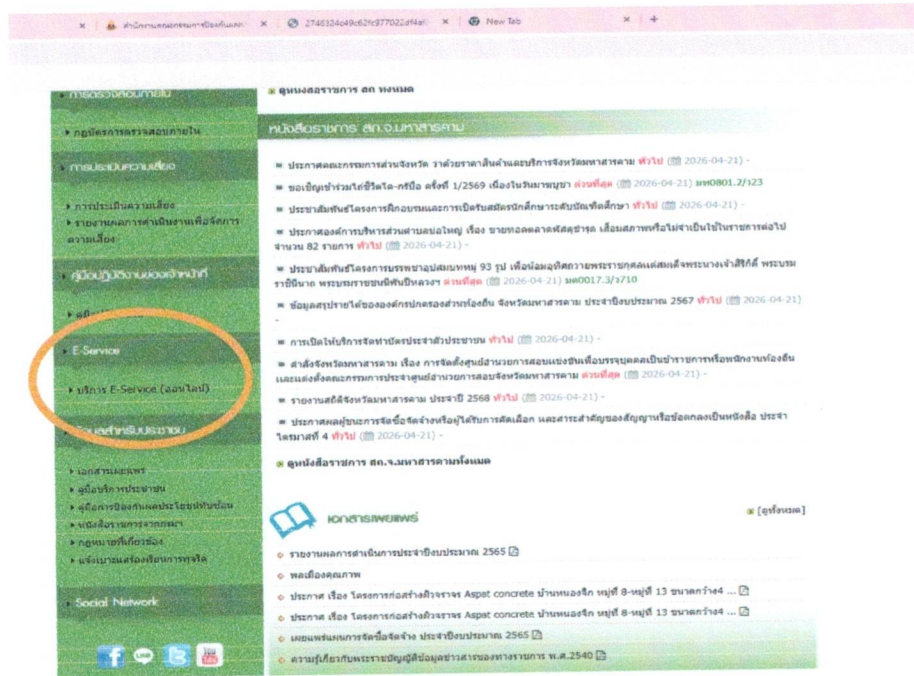 สำนักงานคณะกรรมการป้องกันและ
New Tab
การตรวจสอบภายใน
กฎบัตรการตรวจสอบภายใน
การประเมินความเสี่ยง
การประเมินความเสี่ยง
รายงานผลการดำเนินงานเพื่อจัดการ
ความเสี่ยง
คู่มือปฏิบัติงานของเจ้าหน้าที่
E-Service
บริการ E-Service (ออนไลน์)
ข้อมูลสำหรับประชาชน
เอกสารเผยแพร่
คู่มือบริการประชาชน
คู่มือการป้องกันผลประโยชน์ทับซ้อน
หนังสือราชการจากกรมฯ
กฎหมายที่เกี่ยวข้อง
แจ้งเบาะแสร้องเรียนการทุจริต
Social Network
ดูหนังสือราชการ สถ ทั้งหมด
หนังสือราชการ สถ.จ.มหาสารคาม
ประกาศคณะกรรมการส่วนจังหวัด ว่าด้วยราคาสินค้าและบริการจังหวัดมหาสารคาม ทั่วไป (2026-04-21) -
ขอเชิญเข้าร่วมไถ่ชีวิตโค-กระบือ ครั้งที่ 1/2569 เนื่องในวันมาฆบูชา ด่วนที่สุด (2026-04-21) มท0801.2/ว23
ประชาสัมพันธ์โครงการฝึกอบรมและการเปิดรับสมัครนักศึกษาระดับบัณฑิตศึกษา ทั่วไป (2026-04-21) -
ประกาศองค์การบริหารส่วนตำบลบ่อใหญ่ เรื่อง ขายทอดตลาดพัสดุชำรุด เสื่อมสภาพหรือไม่จำเป็นใช้ในราชการต่อไป
จำนวน 82 รายการ ทั่วไป (2026-04-21) -
ประชาสัมพันธ์โครงการบรรพชาอุปสมบทหมู่ 93 รูป เพื่อน้อมอุทิศถวายพระราชกุศลแด่สมเด็จพระนางเจ้าสิริกิติ์ พระบรม
ราชินีนาถ พระบรมราชชนนีพันปีหลวงฯ ด่วนที่สุด (2026-04-21) มค0017.3/ว710
ข้อมูลสรุปรายได้ขององค์กรปกครองส่วนท้องถิ่น จังหวัดมหาสารคาม ประจำปีงบประมาณ 2567 ทั่วไป (2026-04-21)
-
การเปิดให้บริการจัดทำบัตรประจำตัวประชาชน ทั่วไป (2026-04-21) -
คำสั่งจังหวัดมหาสารคาม เรื่อง การจัดตั้งศูนย์อำนวยการสอบแข่งขันเพื่อบรรจุบุคคลเป็นข้าราชการหรือพนักงานท้องถิ่น
และแต่งตั้งคณะกรรมการประจำศูนย์อำนวยการสอบจังหวัดมหาสารคาม ด่วนที่สุด (2026-04-21) -
รายงานสถิติจังหวัดมหาสารคาม ประจำปี 2568 ทั่วไป (2026-04-21) -
ประกาศผลผู้ชนะการจัดซื้อจัดจ้างหรือผู้ได้รับการคัดเลือก และสาระสำคัญของสัญญาหรือข้อตกลงเป็นหนังสือ ประจำ
ไตรมาสที่ 4 ทั่วไป (2026-04-21) -
ดูหนังสือราชการ สถ.จ.มหาสารคามทั้งหมด
เอกสารเผยแพร่
[ดูทั้งหมด]
รายงานผลการดำเนินการประจำปีงบประมาณ 2565
พลเมืองคุณภาพ
ประกาศ เรื่อง โครงการก่อสร้างผิวจราจร Aspat concrete บ้านหนองจิก หมู่ที่ 8-หมู่ที่ 13 ขนาดกว้าง4 ...
ประกาศ เรื่อง โครงการก่อสร้างผิวจราจร Aspat concrete บ้านหนองจิก หมู่ที่ 8-หมู่ที่ 13 ขนาดกว้าง4 ...
เผยแพร่แผนการจัดซื้อจัดจ้าง ประจำปีงบประมาณ 2565
ความรู้เกี่ยวกับพระราชบัญญัติข้อมูลข่าวสารของทางราชการ พ.ศ.2540